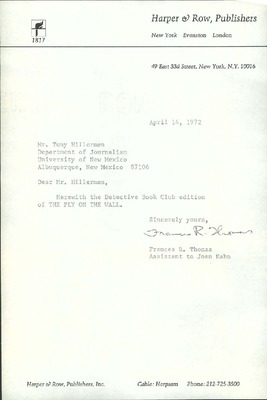 Harper & Row, Publishers
1817
New York Evanston London
49 East 33d Street, New York, N.Y. 10016
April 14, 1972
Mr. Tony Hillerman
Department of Journalism
University of New Mexico
Albuquerque, New Mexico 87106
Dear Mr. Hillerman,
Herewith the Detective Book Club edition
of THE FLY ON THE WALL.
Sincerely yours,
Frances R. Thomas
Frances R. Thomas
Assistant to Joan Kahn
Harper & Row, Publishers, Inc. Cable: Harpsam Phone: 212-725-3500